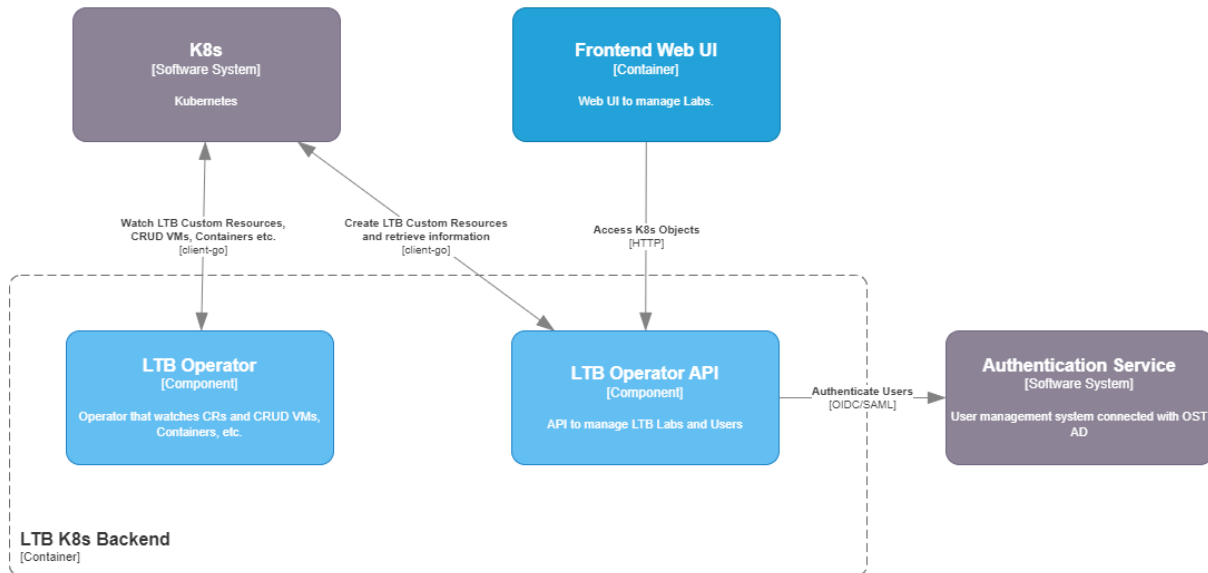 K8s
[Software System]
Kubernetes
Frontend Web UI
[Container]
Web UI to manage Labs.
Watch LTB Custom Resources,
CRUD VMs, Containers etc.
[client-go]
Create LTB Custom Resources
and retrieve information
[client-go]
Access K8s Objects
[HTTP]
LTB Operator
[Component]
Operator that watches CRs and CRUD VMs,
Containers, etc.
LTB Operator API
[Component]
API to manage LTB Labs and Users
Authenticate Users
[OIDC/SAML]
Authentication Service
[Software System]
User management system connected with OST
AD
LTB K8s Backend
[Container]